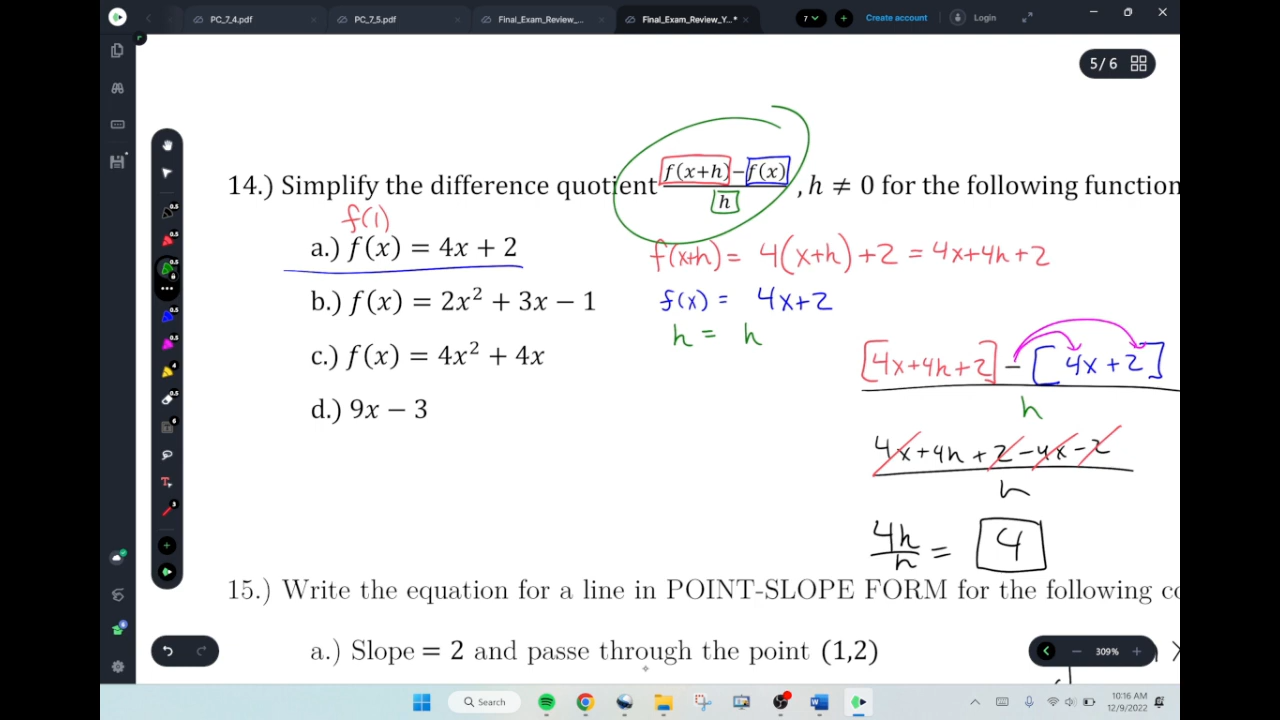 PC_7_4.pdf × PC_7_5.pdf × Final_Exam_Review_... × Final_Exam_Review_Y...* × 7 Create account Login
5/6
14.) Simplify the difference quotient f(x+h)−f(x) / h , h ≠ 0 for the following function
f(1)
a.) f(x) = 4x + 2
f(x+h) = 4(x+h)+2 = 4x+4h+2
b.) f(x) = 2x² + 3x − 1
f(x) = 4x+2
h = h
c.) f(x) = 4x² + 4x
[4x+4h+2] − [4x+2]
h
d.) 9x − 3
4x+4h+2−4x−2
h
4h/h = 4
15.) Write the equation for a line in POINT-SLOPE FORM for the following co
a.) Slope = 2 and passe through the point (1,2)
309%
Search
10:16 AM
12/9/2022